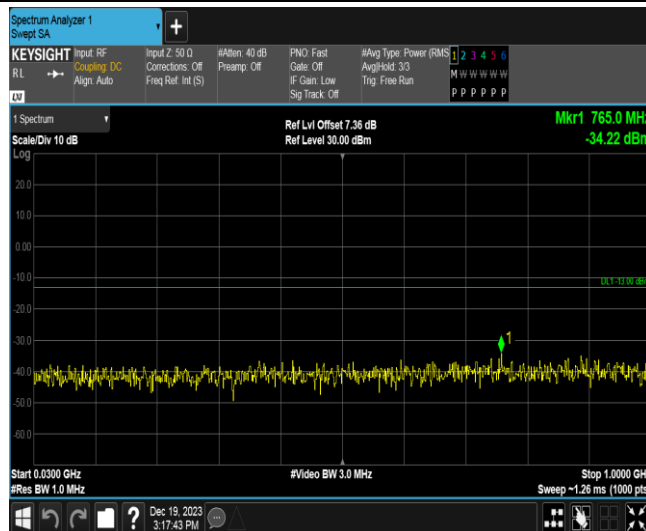 Spectrum Analyzer 1
Swept SA
+
KEYSIGHT
RL
LXI
Input: RF
Coupling: DC
Align: Auto
Input Z: 50 Ω
Corrections: Off
Freq Ref: Int (S)
#Atten: 40 dB
Preamp: Off
PNO: Fast
Gate: Off
IF Gain: Low
Sig Track: Off
#Avg Type: Power (RMS
Avg|Hold: 3/3
Trig: Free Run
1 2 3 4 5 6
M W W W W W
P P P P P P
1 Spectrum
Scale/Div 10 dB
Ref Lvl Offset 7.36 dB
Ref Level 30.00 dBm
Mkr1 765.0 MHz
-34.22 dBm
Log
20.0
10.0
0.00
-10.0
DL1 -13.00 dBm
-20.0
-30.0
1
-40.0
-50.0
-60.0
Start 0.0300 GHz
#Res BW 1.0 MHz
#Video BW 3.0 MHz
Stop 1.0000 GHz
Sweep ~1.26 ms (1000 pts
?
Dec 19, 2023
3:17:43 PM